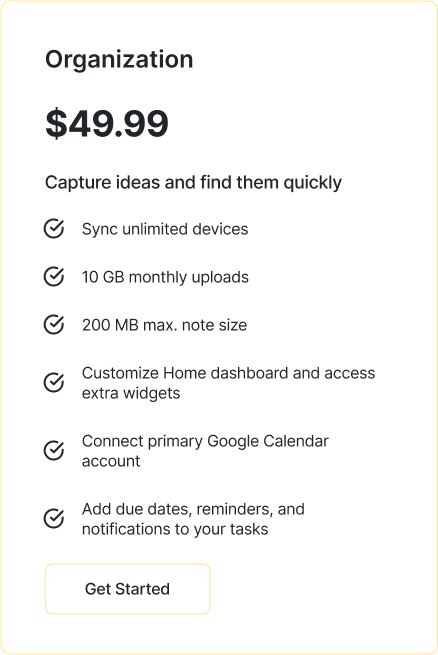 Organization
$49.99
Capture ideas and find them quickly
Sync unlimited devices
10 GB monthly uploads
200 MB max. note size
Customize Home dashboard and access
extra widgets
Connect primary Google Calendar
account
Add due dates, reminders, and
notifications to your tasks
Get Started